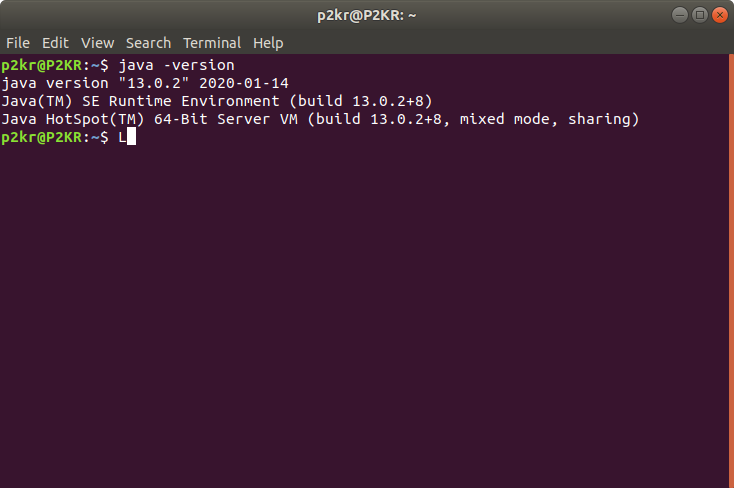 p2kr@P2KR: ~
File Edit View Search Terminal Help
p2kr@P2KR:~$ java -version
java version "13.0.2" 2020-01-14
Java(TM) SE Runtime Environment (build 13.0.2+8)
Java HotSpot(TM) 64-Bit Server VM (build 13.0.2+8, mixed mode, sharing)
p2kr@P2KR:~$ L